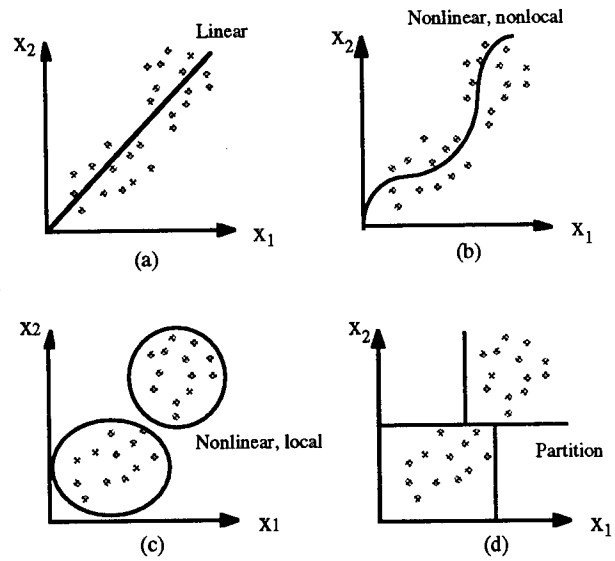 Linear
X2
X1
(a)
Nonlinear, nonlocal
X2
X1
(b)
X2
Nonlinear, local
X1
(c)
X2
Partition
X1
(d)